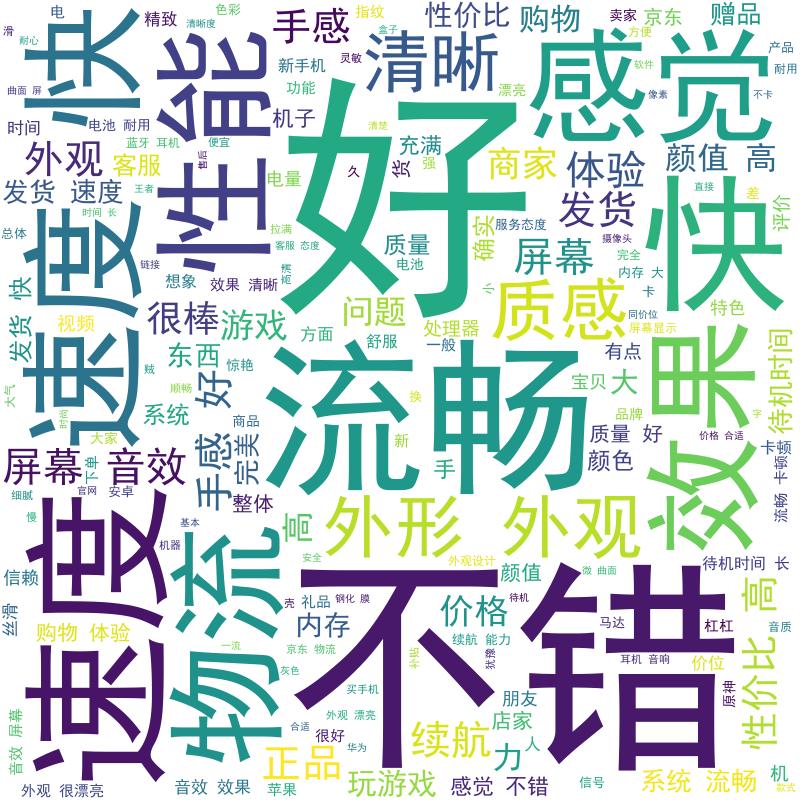 电
精致
色彩
清晰度
手感
指纹
盒子
性价比
购物
卖家
京东
方便
赠品
滑
耐心
快
性能
灵敏
清晰
感觉
产品
耐用
曲面 屏
新手机
功能
漂亮
软件
像素
不卡
时间
电池 耐用
机子
好
清楚
充满
强
商家
体验
颜值 高
外观
蓝牙 耳机
便宜
客服
售后
久
货
发货 速度
王者
电量
发货
快
直接
差
评价
时间 长
速度
拉满
服务态度
确实
总体
客服 态度
质量
屏幕
摄像头
完全
链接
电池
内存 大
想象
效果 清晰
小
卡
发货 快
视频
很棒
游戏
问题
质感
同价位
特色
处理器
屏幕显示
方面
舒服
一般
效果
待机时间
东西
惊艳
有点
贼
流畅
大气
顺畅
好
宝贝
大
换
系统
时间
商品
品牌
字
大家
手感
完美
新
质量 好
价格 合适
屏幕 音效
下单
手
颜色
卡顿
流畅 卡顿
官网
安卓
整体
细腻
速度
慢
高
外形
外观
基本
物流
机器
安全
外观设计
微 曲面
待机时间 长
信赖
不错
颜值
壳
礼品
钢化 膜
待机
高
丝滑
内存
价格
马达
杠杠
音质
购物 体验
续航 能力
一流
京东 物流
补贴
犹豫
耳机 音响
价位
性价比
灰色
买手机
原神
朋友
音效 屏幕
外观 漂亮
店家
合适
很好
续航
人
正品
华为
力
外观 很漂亮
音效 效果
苹果
玩游戏
感觉 不错
信号
系统 流畅
机
款式